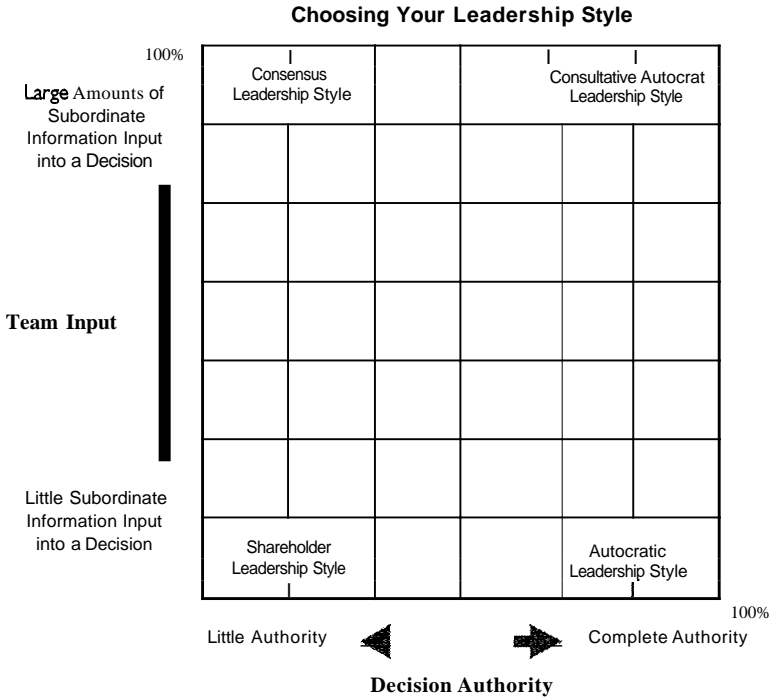 Choosing Your Leadership Style
100%
Large Amounts of
Subordinate
Information Input
into a Decision
Consensus
Leadership Style
Consultative Autocrat
Leadership Style
Team Input
Little Subordinate
Information Input
into a Decision
Shareholder
Leadership Style
Autocratic
Leadership Style
100%
Little Authority
Complete Authority
Decision Authority